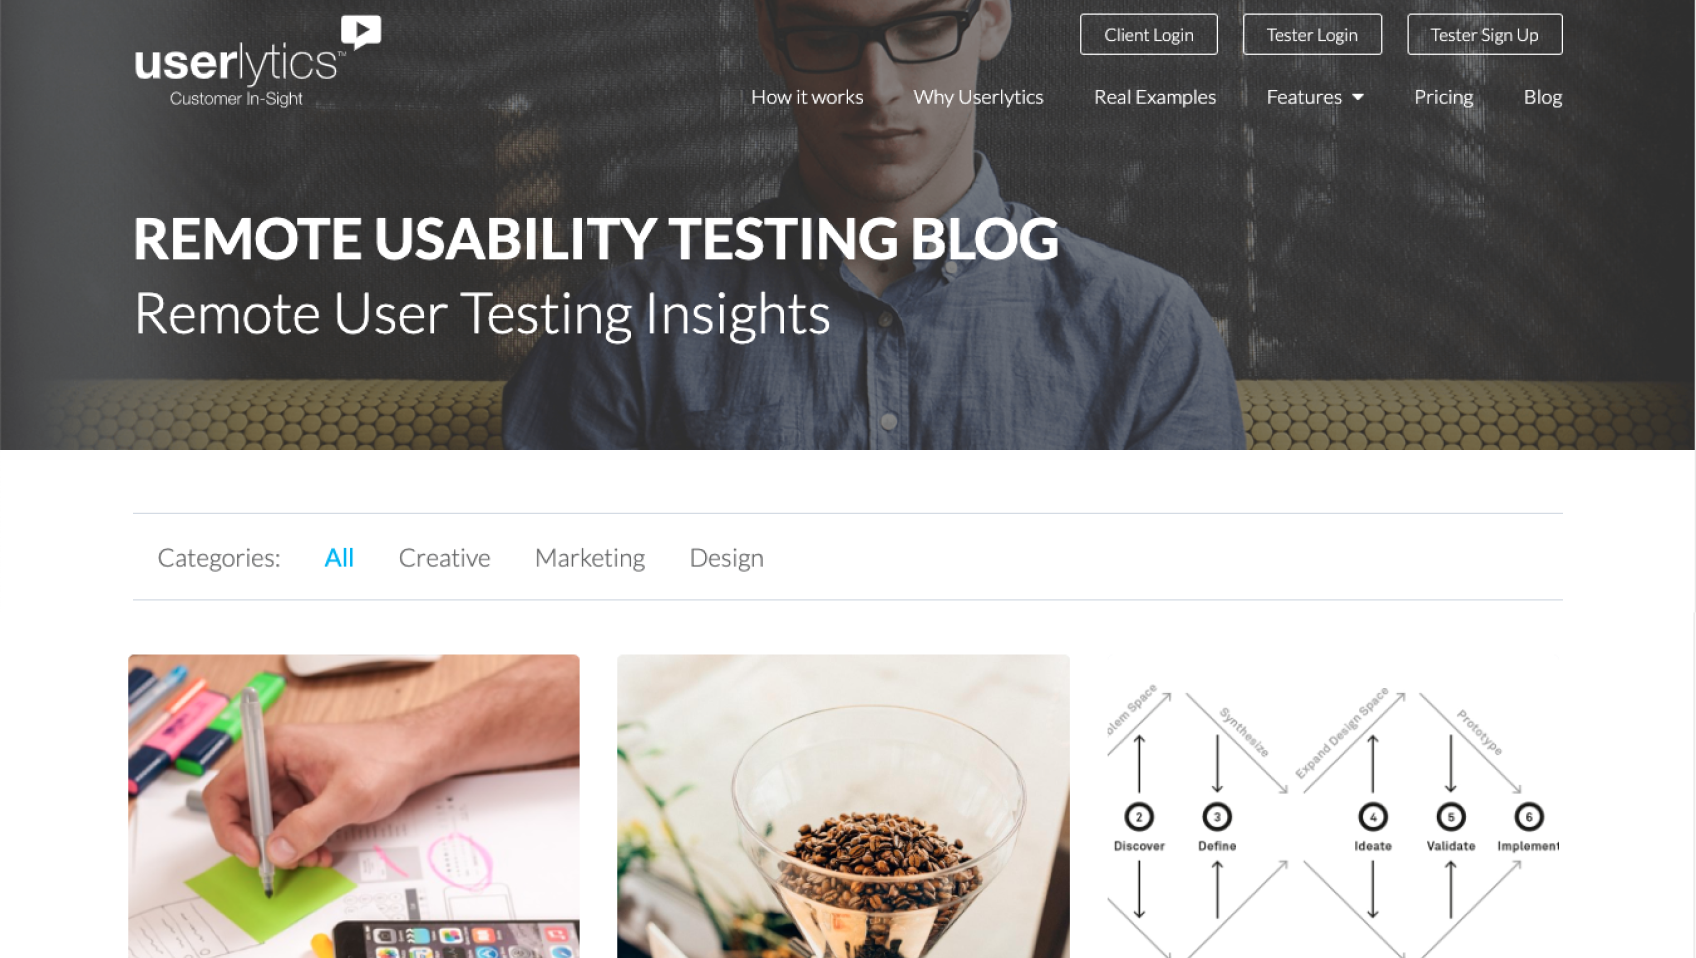 userlytics™
Customer In-Sight
Client Login
Tester Login
Tester Sign Up
How it works
Why Userlytics
Real Examples
Features
Pricing
Blog
REMOTE USABILITY TESTING BLOG
Remote User Testing Insights
Categories:
All
Creative
Marketing
Design
Space
Synthesize
Expand Design Space
Prototype
2
3
4
5
6
Discover
Define
Ideate
Validate
Implement